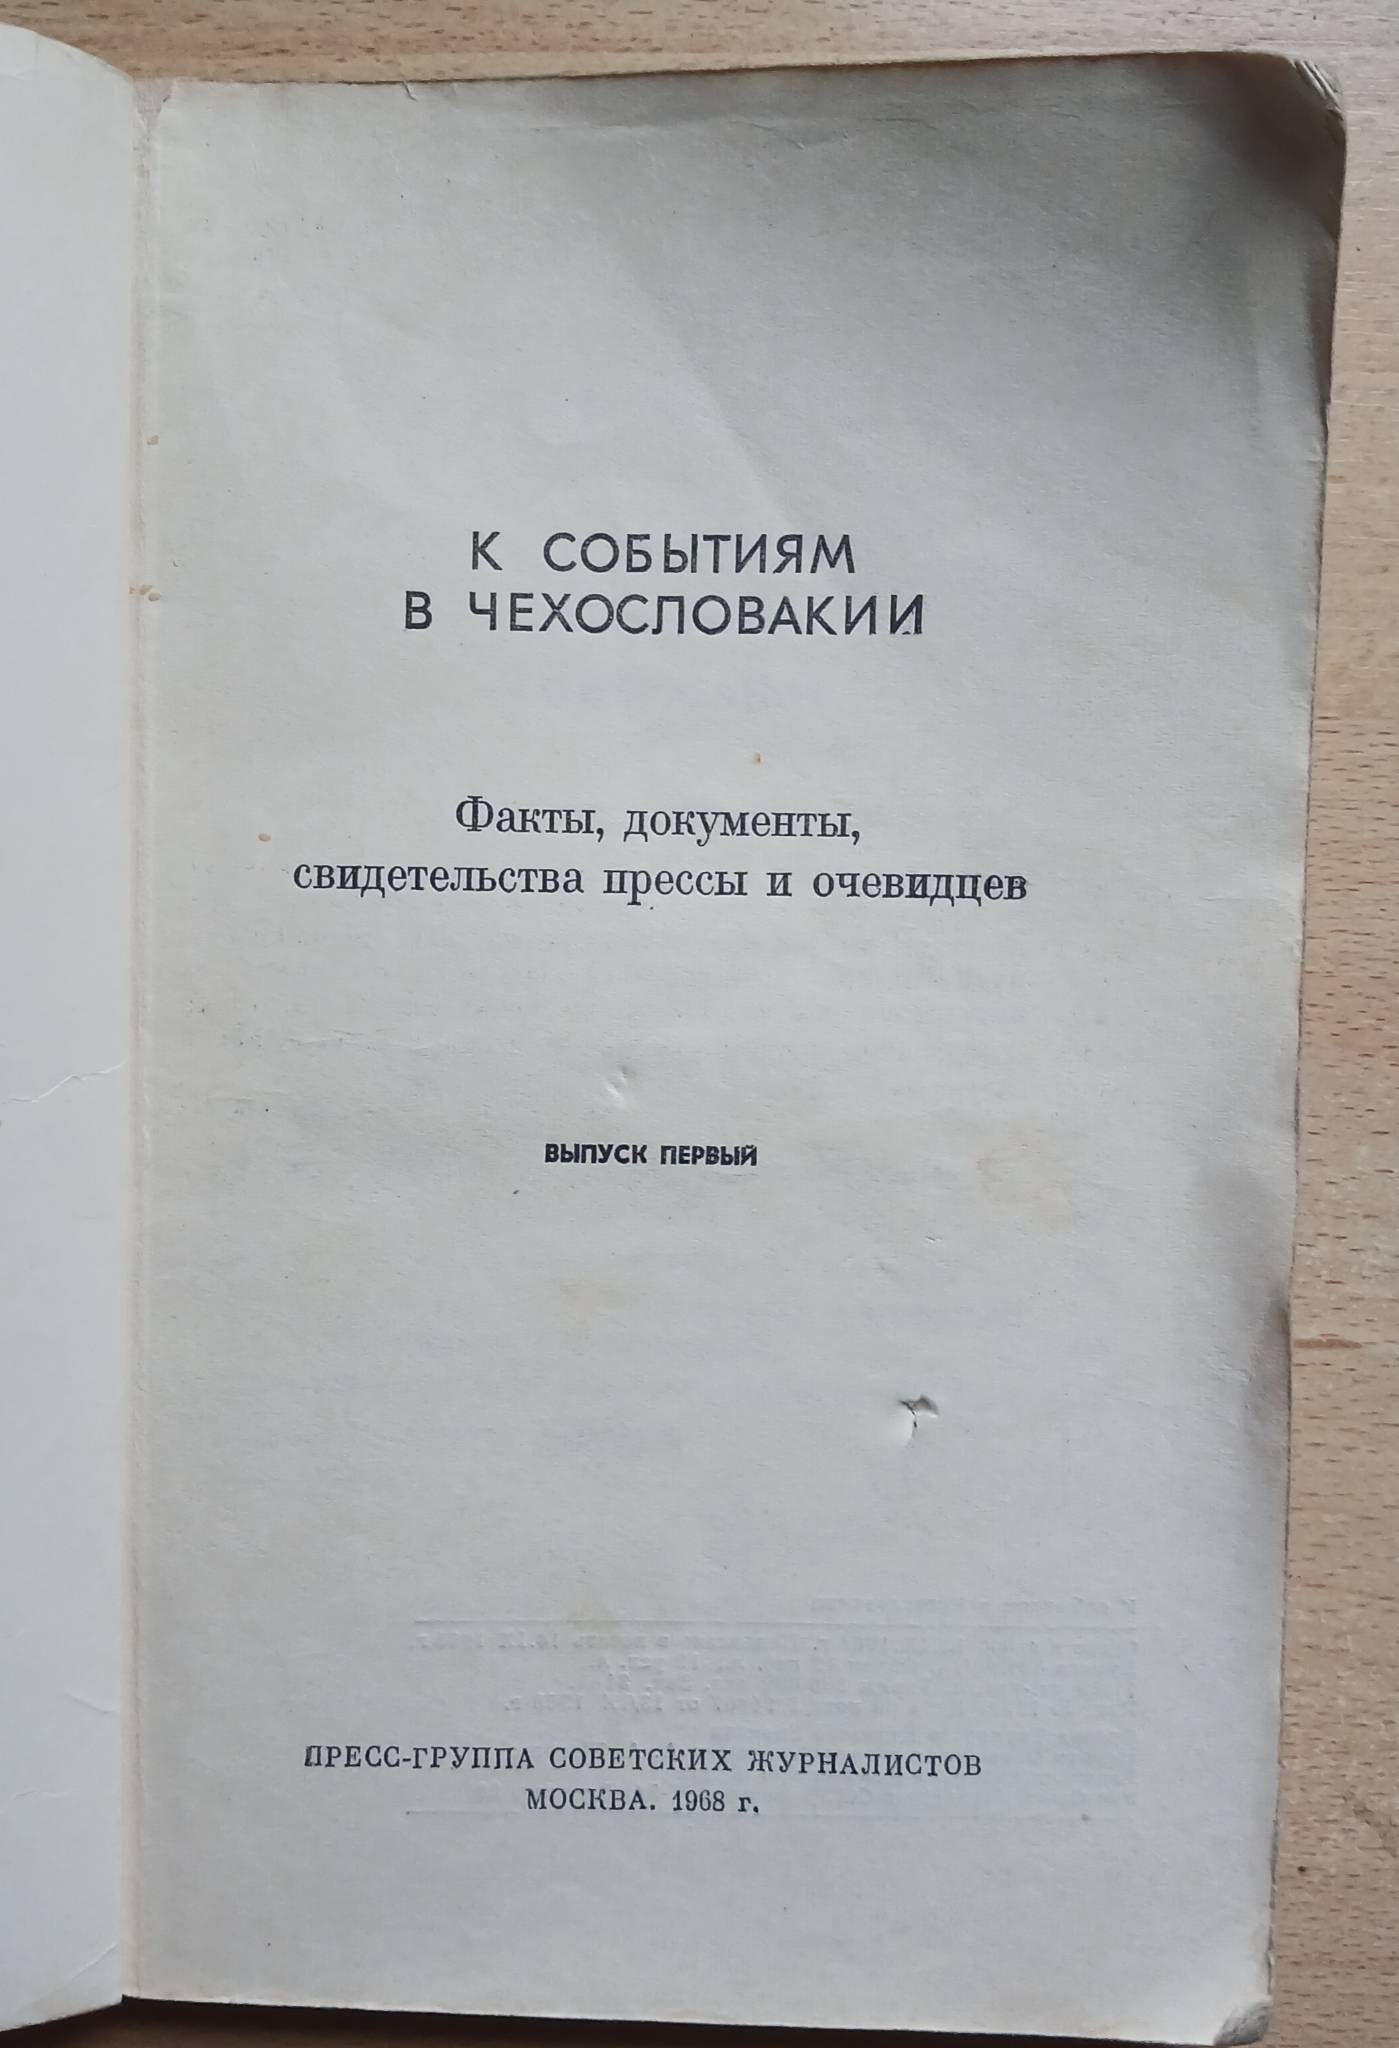 К СОБЫТИЯМ
В ЧЕХОСЛОВАКИИ
Факты, документы,
свидетельства прессы и очевидцев
ВЫПУСК ПЕРВЫЙ
ПРЕСС-ГРУППА СОВЕТСКИХ ЖУРНАЛИСТОВ
МОСКВА. 1968 г.